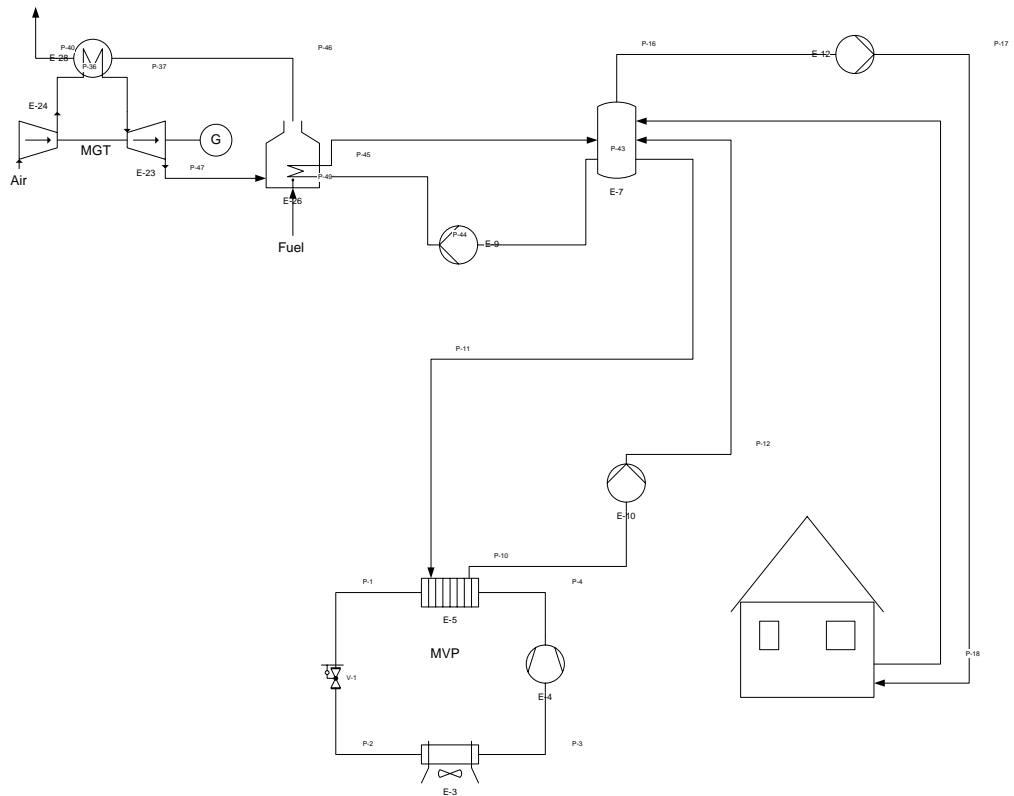 P-46
P-16
P-17
P-40
E-28
E-12
P-36
P-37
E-24
G
MGT
P-43
P-45
P-47
E-23
P-49
Air
E-7
E-26
P-44
E-9
Fuel
P-11
P-12
E-10
P-10
P-1
P-4
E-5
MVP
P-18
V-1
E-4
P-2
P-3
E-3